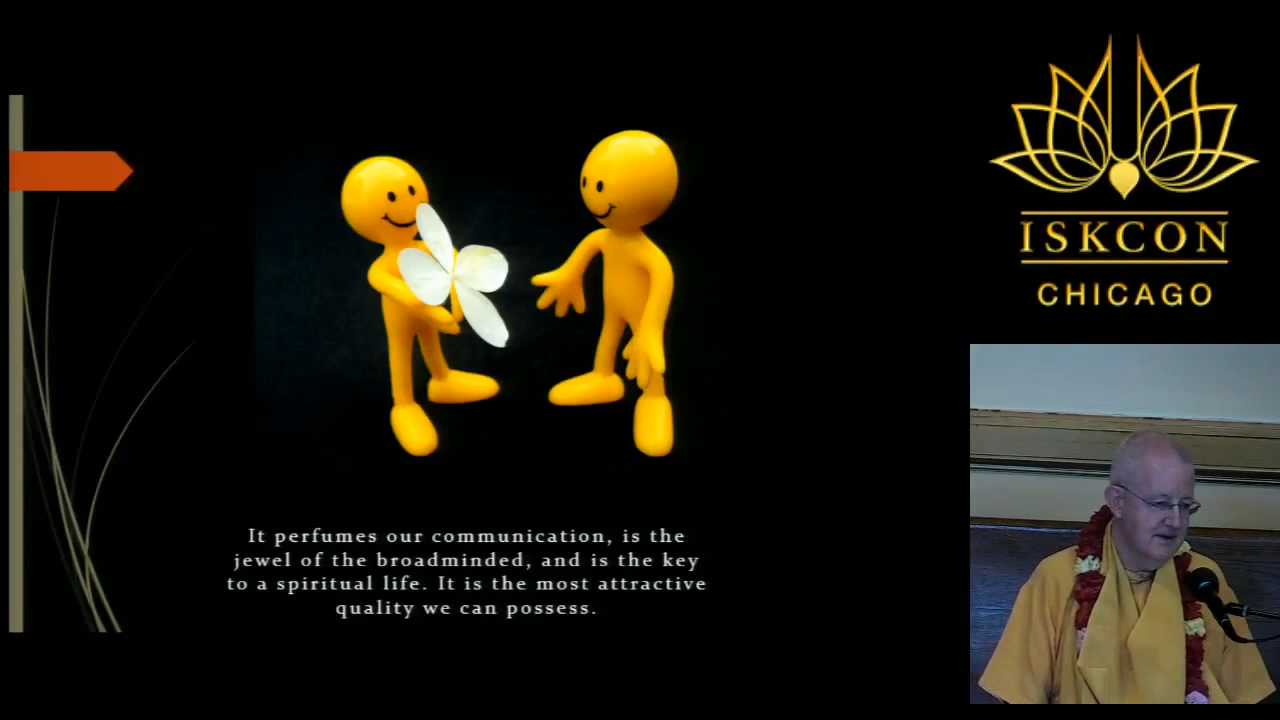 ISKCON
CHICAGO
It perfumes our communication, is the
jewel of the broadminded, and is the key
to a spiritual life. It is the most attractive
quality we can possess.